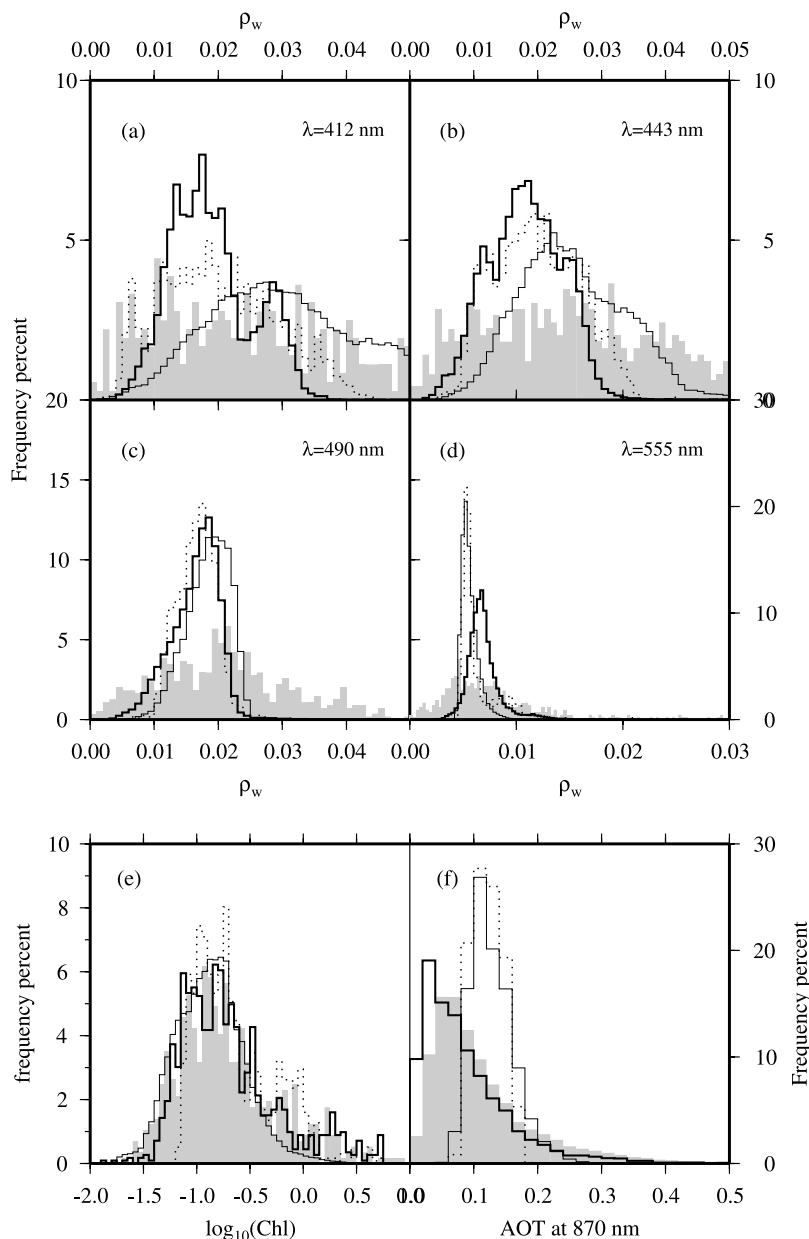 ρw ρw
0.00 0.01 0.02 0.03 0.04 0.00 0.01 0.02 0.03 0.04 0.05
10 10
(a) λ=412 nm (b) λ=443 nm
5 5
Frequency percent
20 30 0
(c) λ=490 nm (d) λ=555 nm
15 20
10
5 10
0 0
0.00 0.01 0.02 0.03 0.04 0.00 0.01 0.02 0.03
ρw ρw
10 30
(e) (f)
8
20
6
frequency percent Frequency percent
4
10
2
0 0
-2.0 -1.5 -1.0 -0.5 0.0 0.5 1.0 0.0 0.1 0.2 0.3 0.4 0.5
log10(Chl) AOT at 870 nm